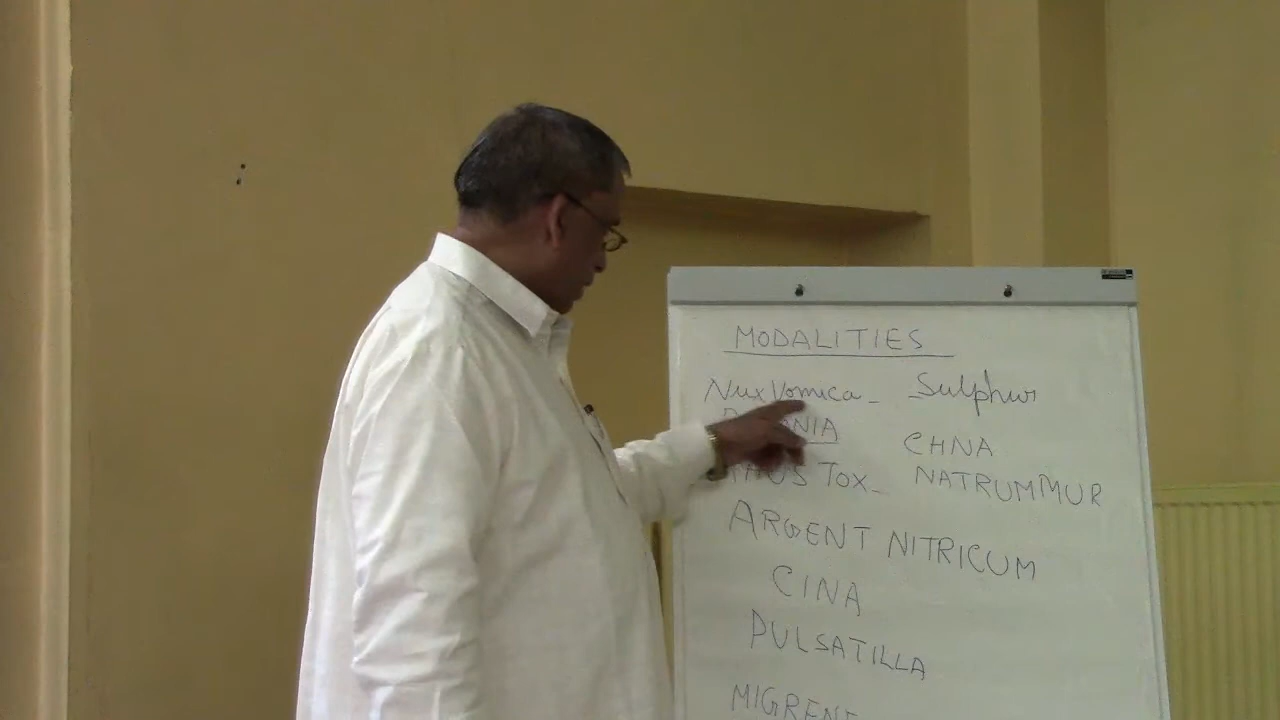 MODALITIES
Nux Vomica - Sulphur
CHNA
TOX - NATRUMMUR
ARGENT NITRICUM
CINA
PULSATILLA